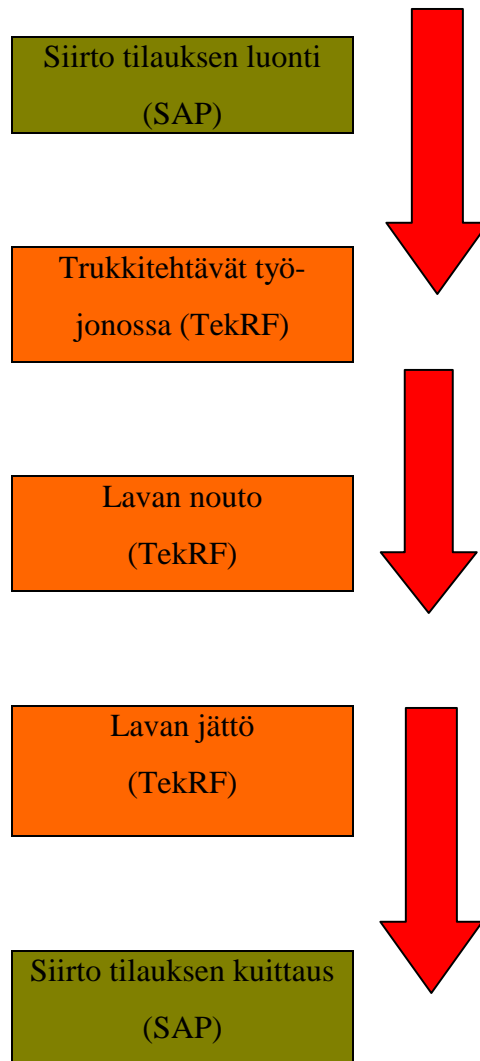 Siirto tilauksen luonti
(SAP)
Trukkitehtävät työ-
jonossa (TekRF)
Lavan nouto
(TekRF)
Lavan jättö
(TekRF)
Siirto tilauksen kuittaus
(SAP)